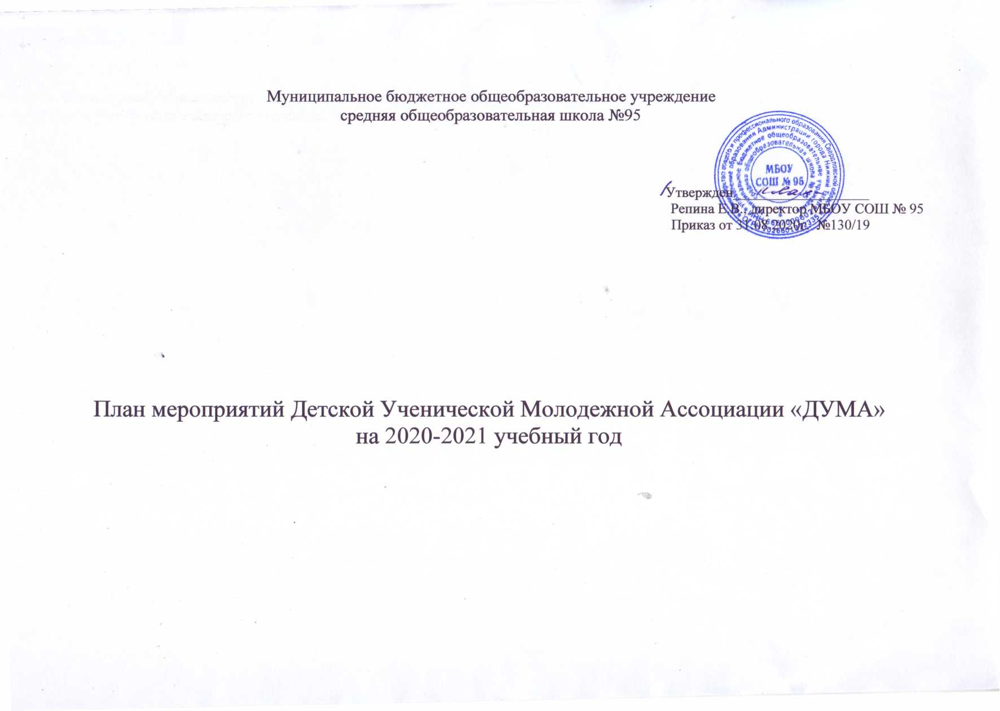 Муниципальное бюджетное общеобразовательное учреждение
средняя общеобразовательная школа №95
МБОУ
СОШ № 95
Утвержден
Репина Е.В., директор МБОУ СОШ № 95
Приказ от 31.08.2020г. №130/19
План мероприятий Детской Ученической Молодежной Ассоциации «ДУМА»
на 2020-2021 учебный год